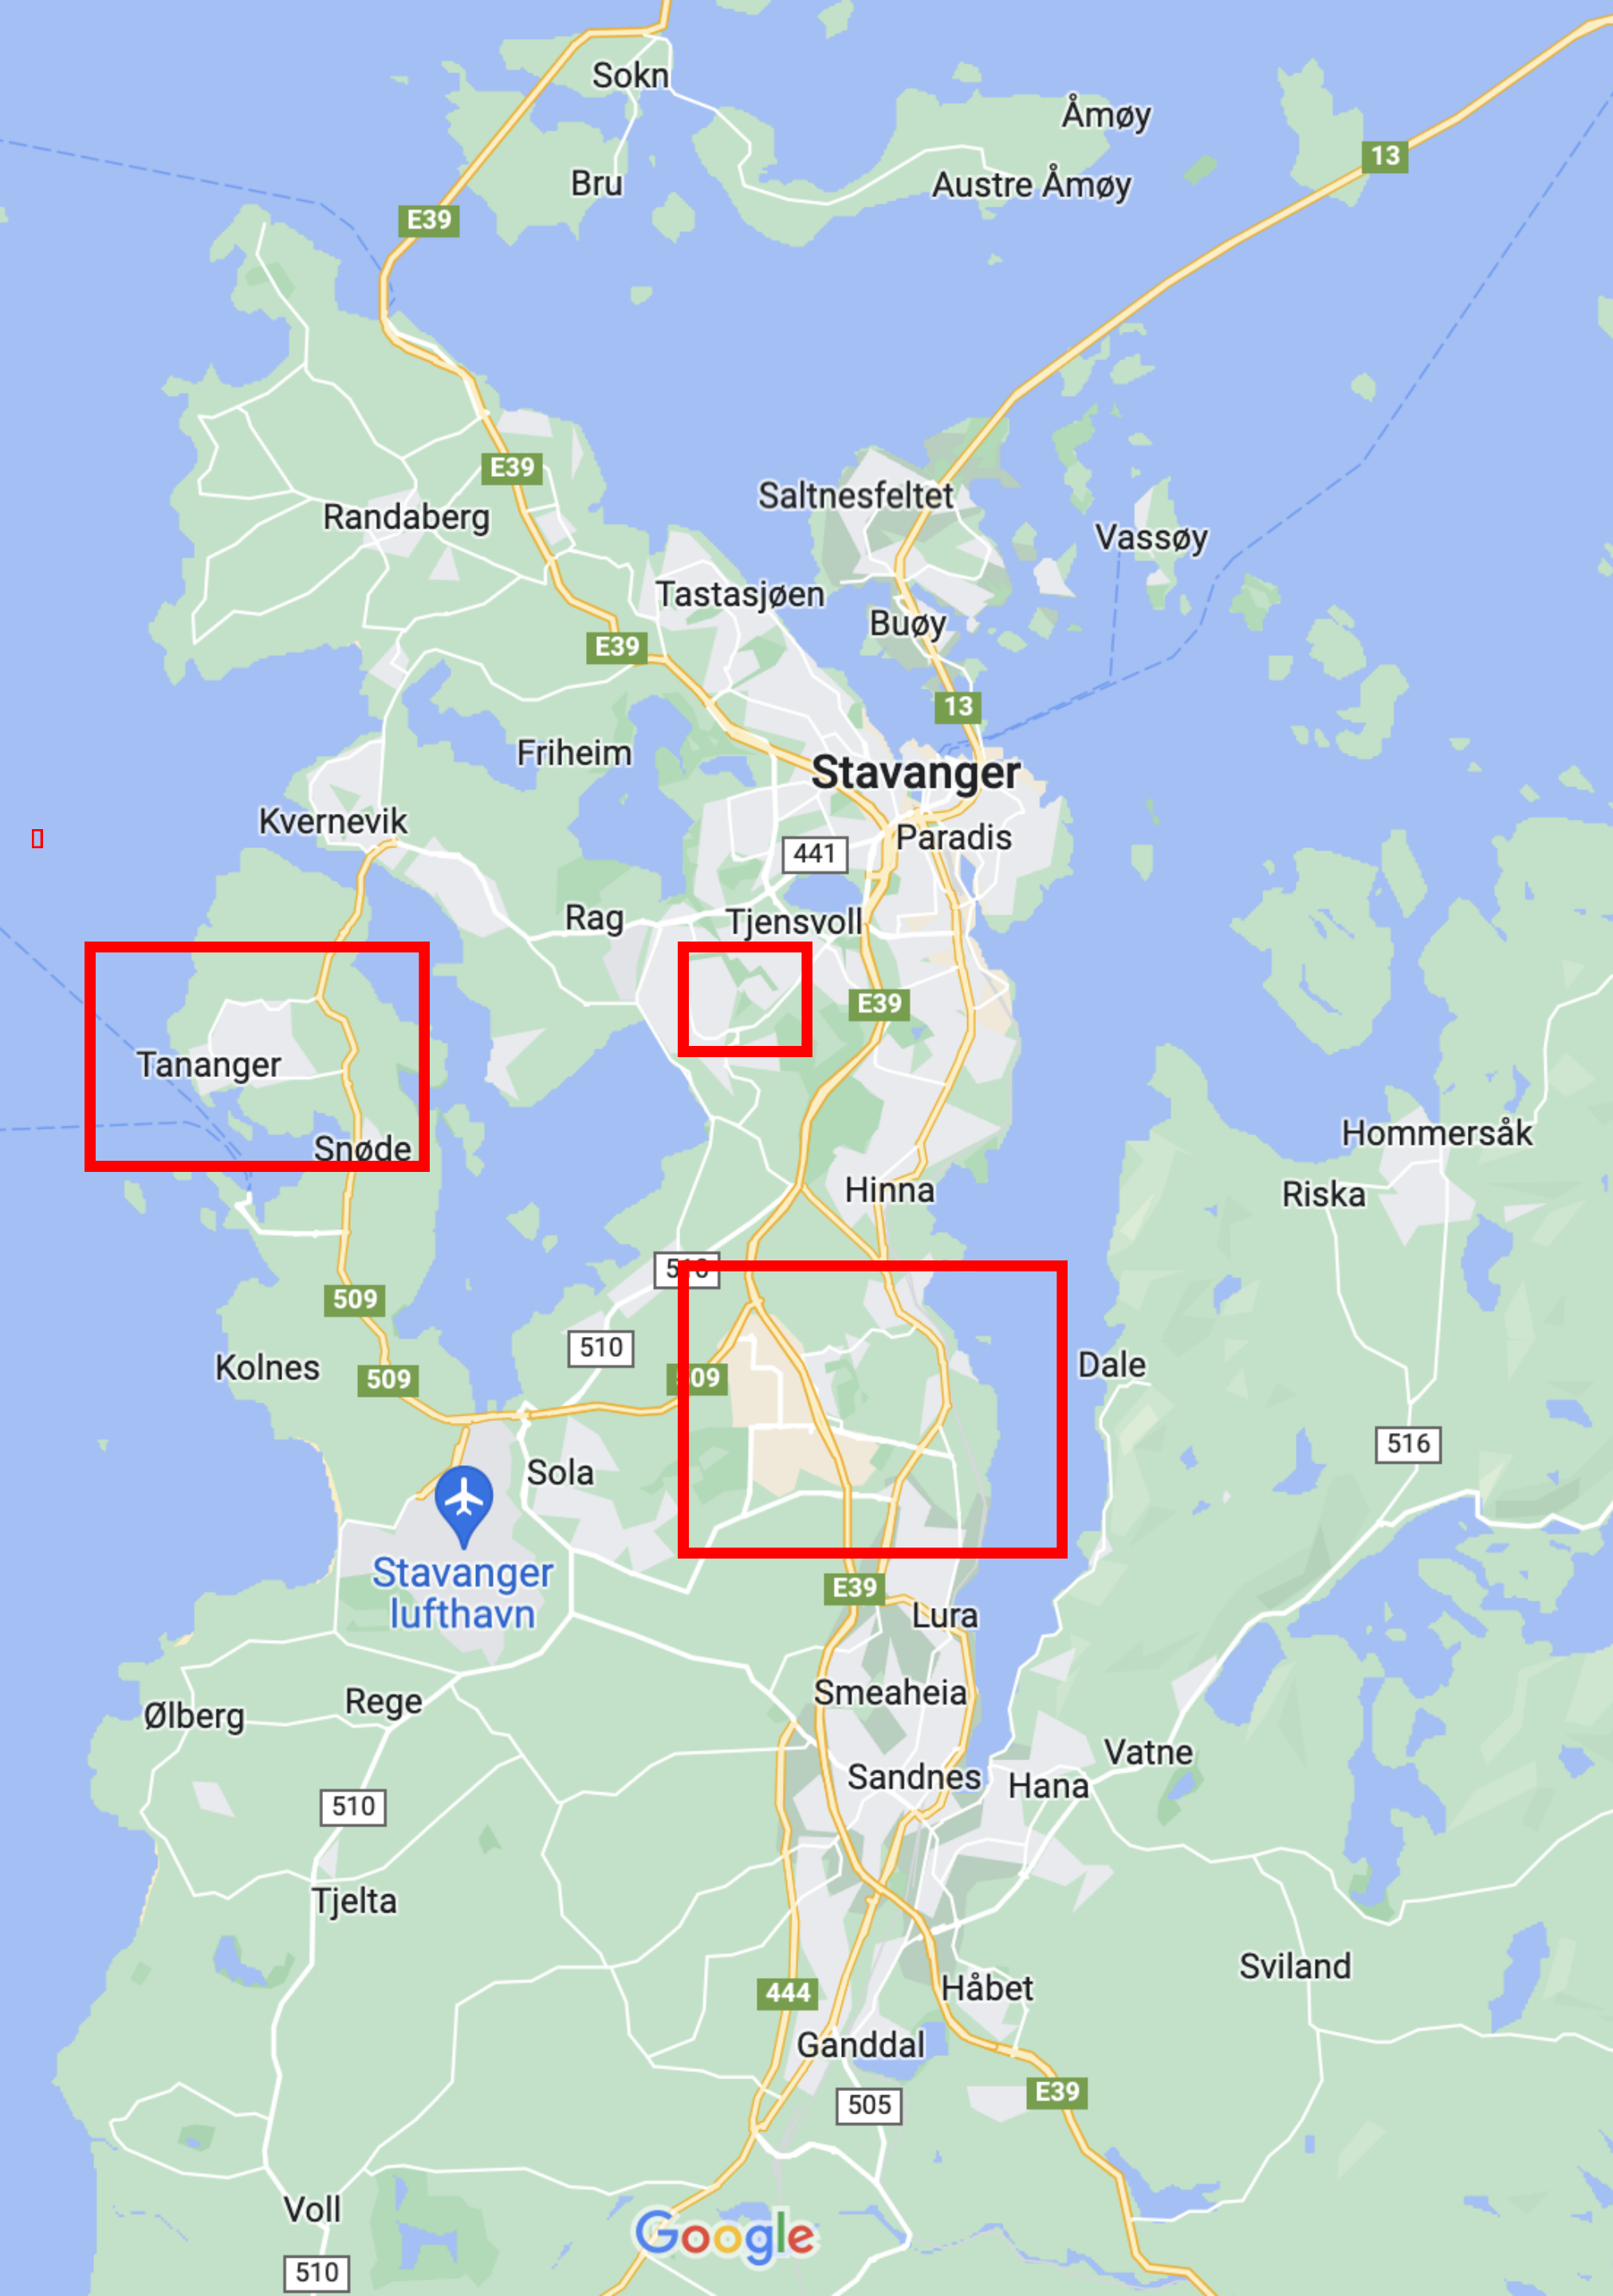 Sokn
Åmøy
13
Bru
Austre Åmøy
E39
E39
Saltnesfeltet
Randaberg
Vassøy
Tastasjøen
Buøy
E39
13
Friheim
Stavanger
Kvernevik
Paradis
441
Rag
Tjensvoll
E39
Tananger
Hommersåk
Snøde
Hinna
Riska
510
509
510
Kolnes
509
509
Dale
516
Sola
Stavanger
lufthavn
E39
Lura
Smeaheia
Rege
Ølberg
Vatne
Sandnes
Hana
510
Tjelta
Sviland
444
Håbet
Ganddal
E39
505
Voll
Google
510